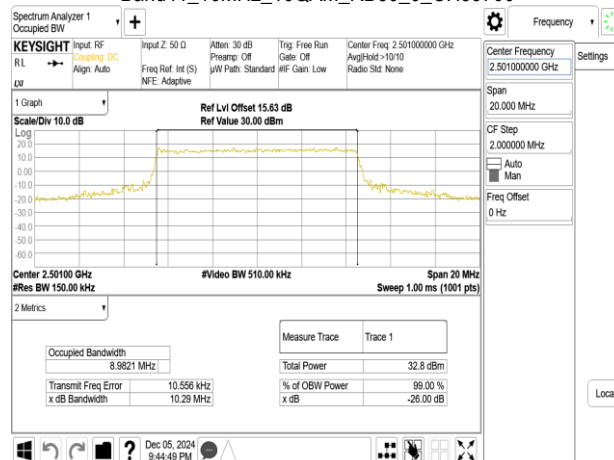 Spectrum Analyzer 1
Occupied BW
Frequency
Settings
KEYSIGHT
RL
Input: RF
Coupling: DC
Align: Auto
Input Z: 50 Ω
Freq Ref: Int (S)
NFE: Adaptive
Atten: 30 dB
Preamp: Off
µW Path: Standard
Trig: Free Run
Gate: Off
#IF Gain: Low
Center Freq: 2.501000000 GHz
Avg|Hold:>10/10
Radio Std: None
Center Frequency
2.501000000 GHz
Span
20.000 MHz
CF Step
2.000000 MHz
Auto
Man
Freq Offset
0 Hz
Local
1 Graph
Scale/Div 10.0 dB
Ref Lvl Offset 15.63 dB
Ref Value 30.00 dBm
Log
20.0
10.0
0.00
-10.0
-20.0
-30.0
-40.0
-50.0
-60.0
Center 2.50100 GHz
#Video BW 510.00 kHz
Span 20 MHz
#Res BW 150.00 kHz
Sweep 1.00 ms (1001 pts)
2 Metrics
Measure Trace Trace 1
Occupied Bandwidth
8.9821 MHz
Total Power 32.8 dBm
Transmit Freq Error 10.556 kHz
% of OBW Power 99.00 %
x dB Bandwidth 10.29 MHz
x dB -26.00 dB
Dec 05, 2024
9:44:49 PM